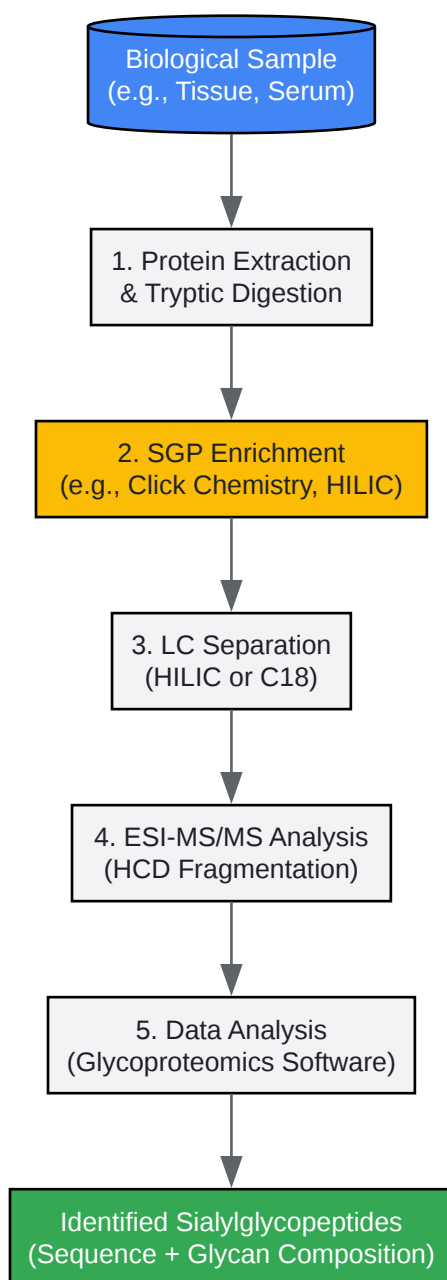 Biological Sample
(e.g., Tissue, Serum)
1. Protein Extraction
& Tryptic Digestion
2. SGP Enrichment
(e.g., Click Chemistry, HILIC)
3. LC Separation
(HILIC or C18)
4. ESI-MS/MS Analysis
(HCD Fragmentation)
5. Data Analysis
(Glycoproteomics Software)
Identified Sialylglycopeptides
(Sequence + Glycan Composition)